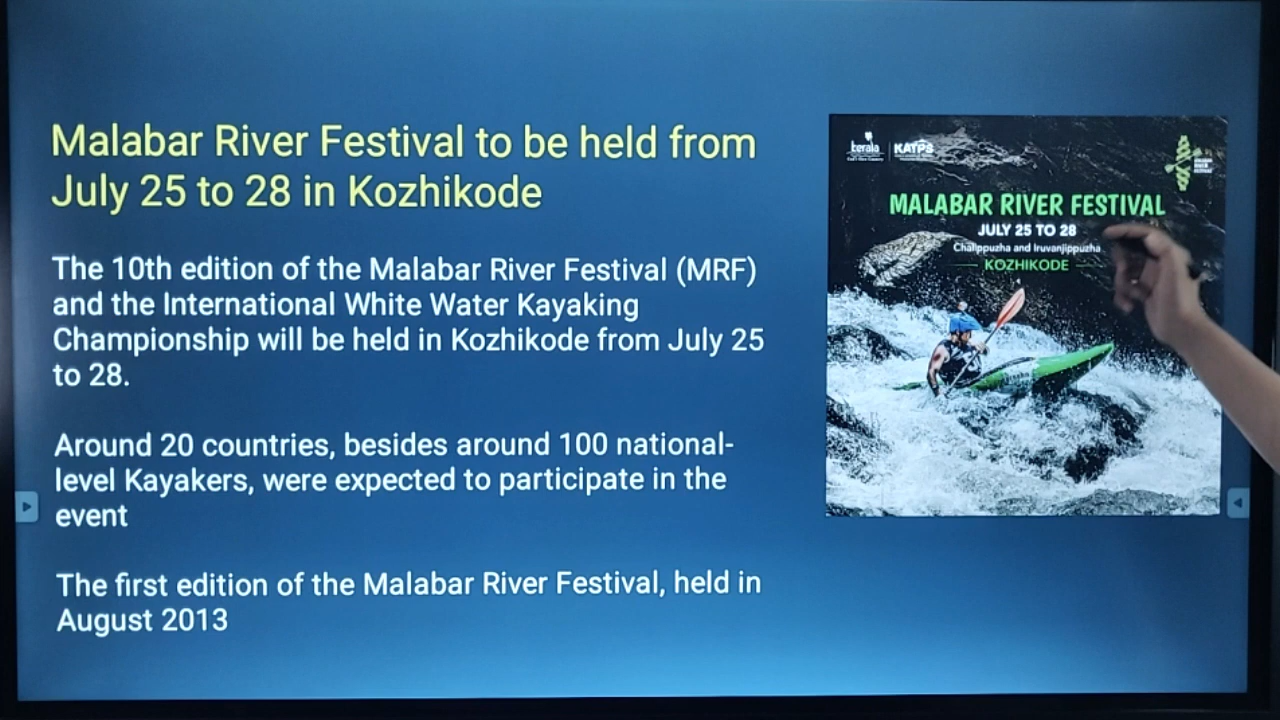 Malabar River Festival to be held from
July 25 to 28 in Kozhikode
The 10th edition of the Malabar River Festival (MRF)
and the International White Water Kayaking
Championship will be held in Kozhikode from July 25
to 28.
Around 20 countries, besides around 100 national-
level Kayakers, were expected to participate in the
event
The first edition of the Malabar River Festival, held in
August 2013
kerala
KAYPS
MALABAR RIVER FESTIVAL
JULY 25 TO 28
Chalippuzha and Iruvanjippuzha
KOZHIKODE